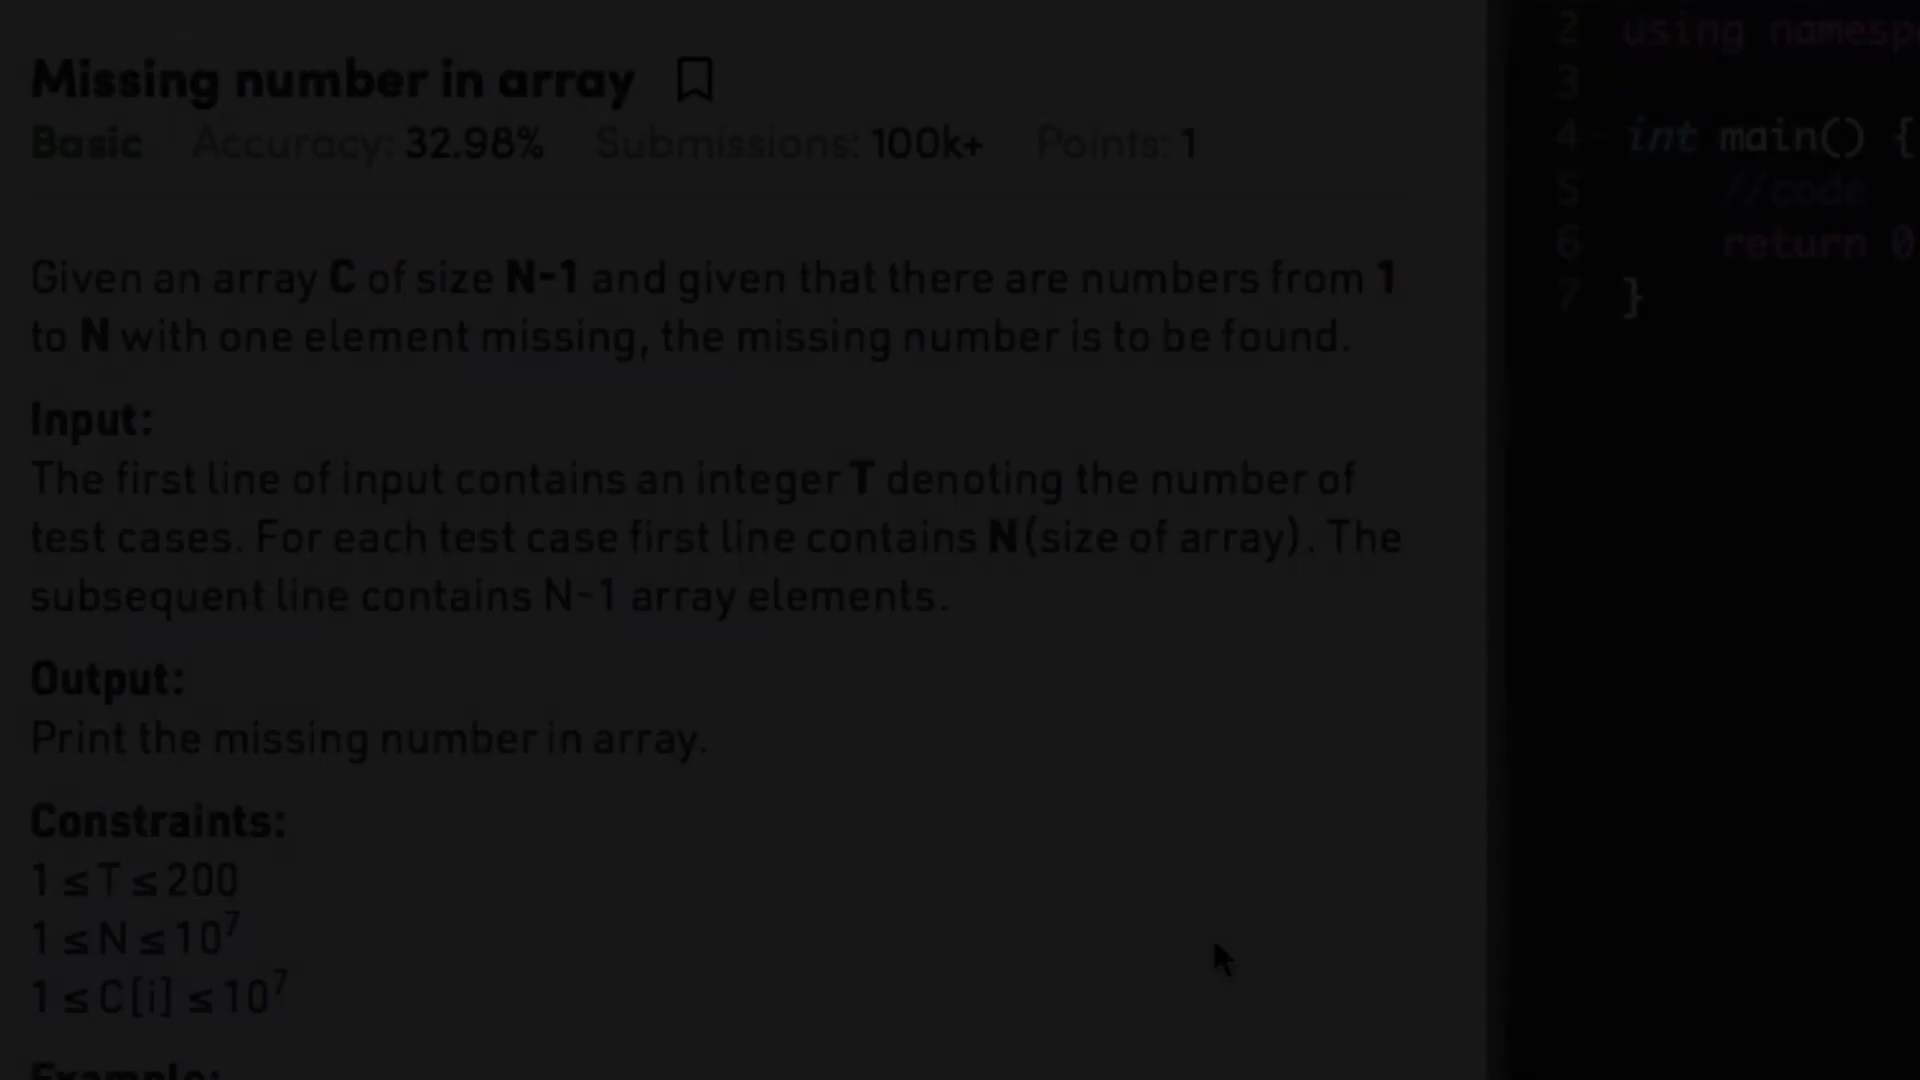 Missing number in array
Basic Accuracy: 32.98% Submissions: 100k+ Points: 1
Given an array C of size N-1 and given that there are numbers from 1
to N with one element missing, the missing number is to be found.
Input:
The first line of input contains an integer T denoting the number of
test cases. For each test case first line contains N(size of array). The
subsequent line contains N-1 array elements.
Output:
Print the missing number in array.
Constraints:
1 ≤ T ≤ 200
1 ≤ N ≤ 10⁷
1 ≤ C[i] ≤ 10⁷
Example:
2 using namesp
3
4 int main() {
5 //code
6 return 0
7 }